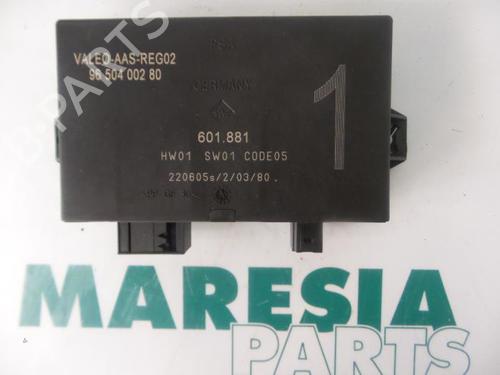 VALEO-AAS-REG02
96 504 002 80
GERMANY
1
601.881
HW01 SW01 CODE05
220605s/2/03/80.
B-PARTS
MARESIA
PARTS